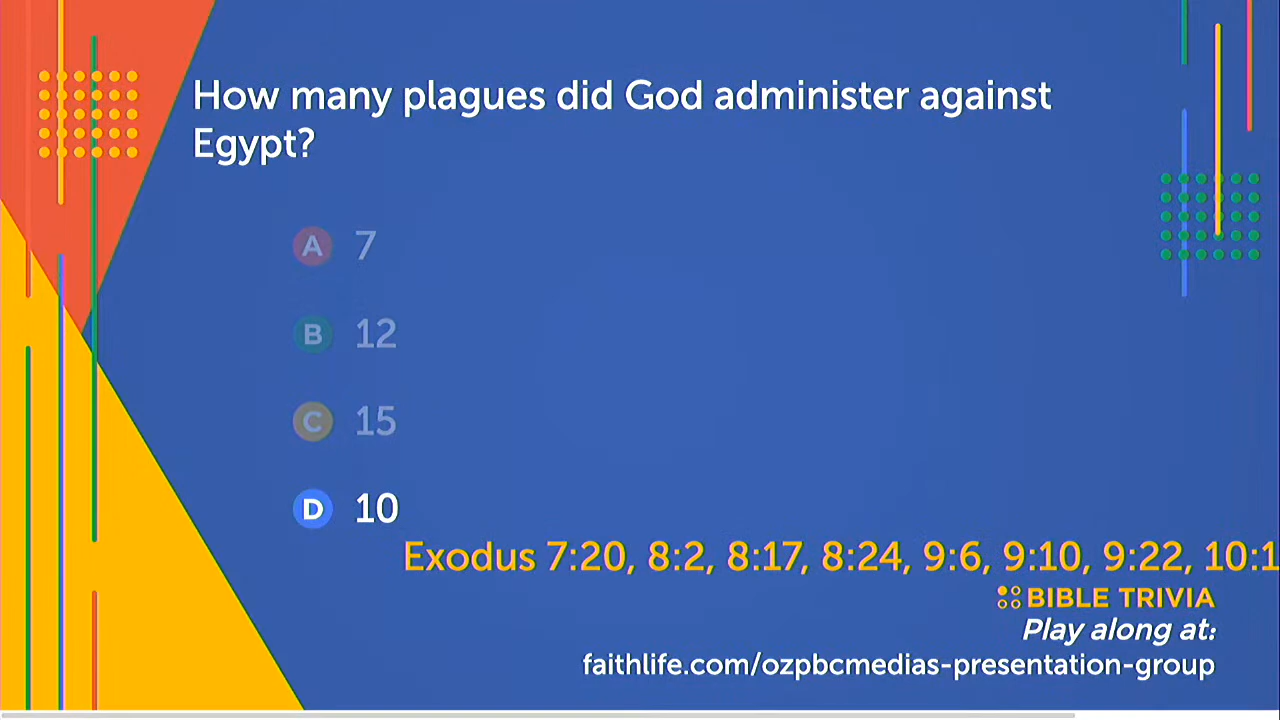 How many plagues did God administer against
Egypt?
A 7
B 12
C 15
D 10
Exodus 7:20, 8:2, 8:17, 8:24, 9:6, 9:10, 9:22, 10:1
BIBLE TRIVIA
Play along at:
faithlife.com/ozpbcmedias-presentation-group